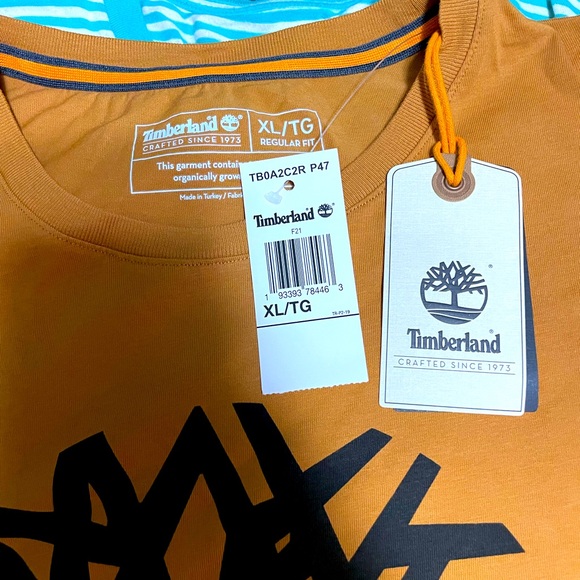 Timberland
CRAFTED SINCE 1973
XL/TG
REGULAR FIT
This garment contain
organically grow
Made in Turkey / Fabri
TB0A2C2R P47
Timberland
F21
1 93393 78446 3
XL/TG
Timberland
CRAFTED SINCE 1973